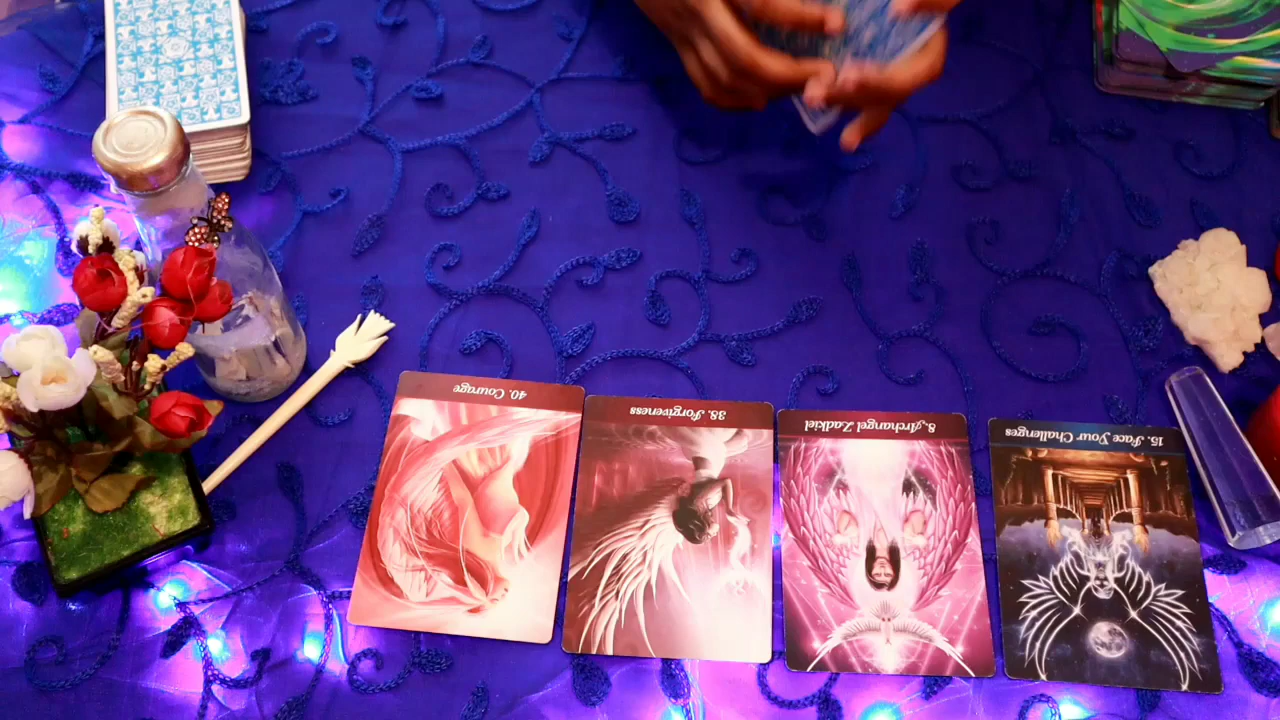 40. Courage
38. Forgiveness
8. Archangel Zadkiel
15. Face Your Challenges